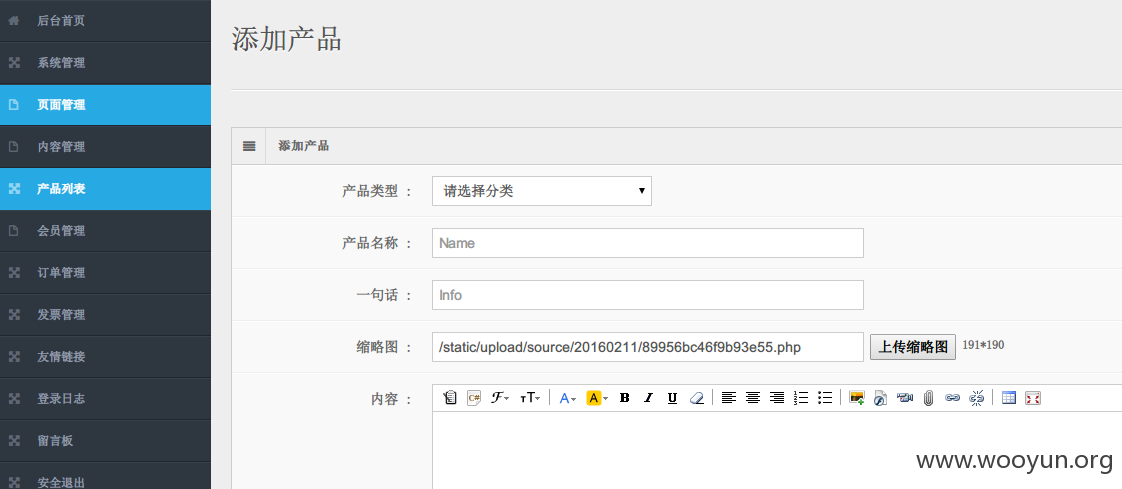 后台首页
系统管理
页面管理
内容管理
产品列表
会员管理
订单管理
发票管理
友情链接
登录日志
留言板
安全退出
添加产品
添加产品
产品类型 : 请选择分类
产品名称 : Name
一句话 : Info
缩略图 : /static/upload/source/20160211/89956bc46f9b93e55.php 上传缩略图 191*190
内容 :
www.wooyun.org